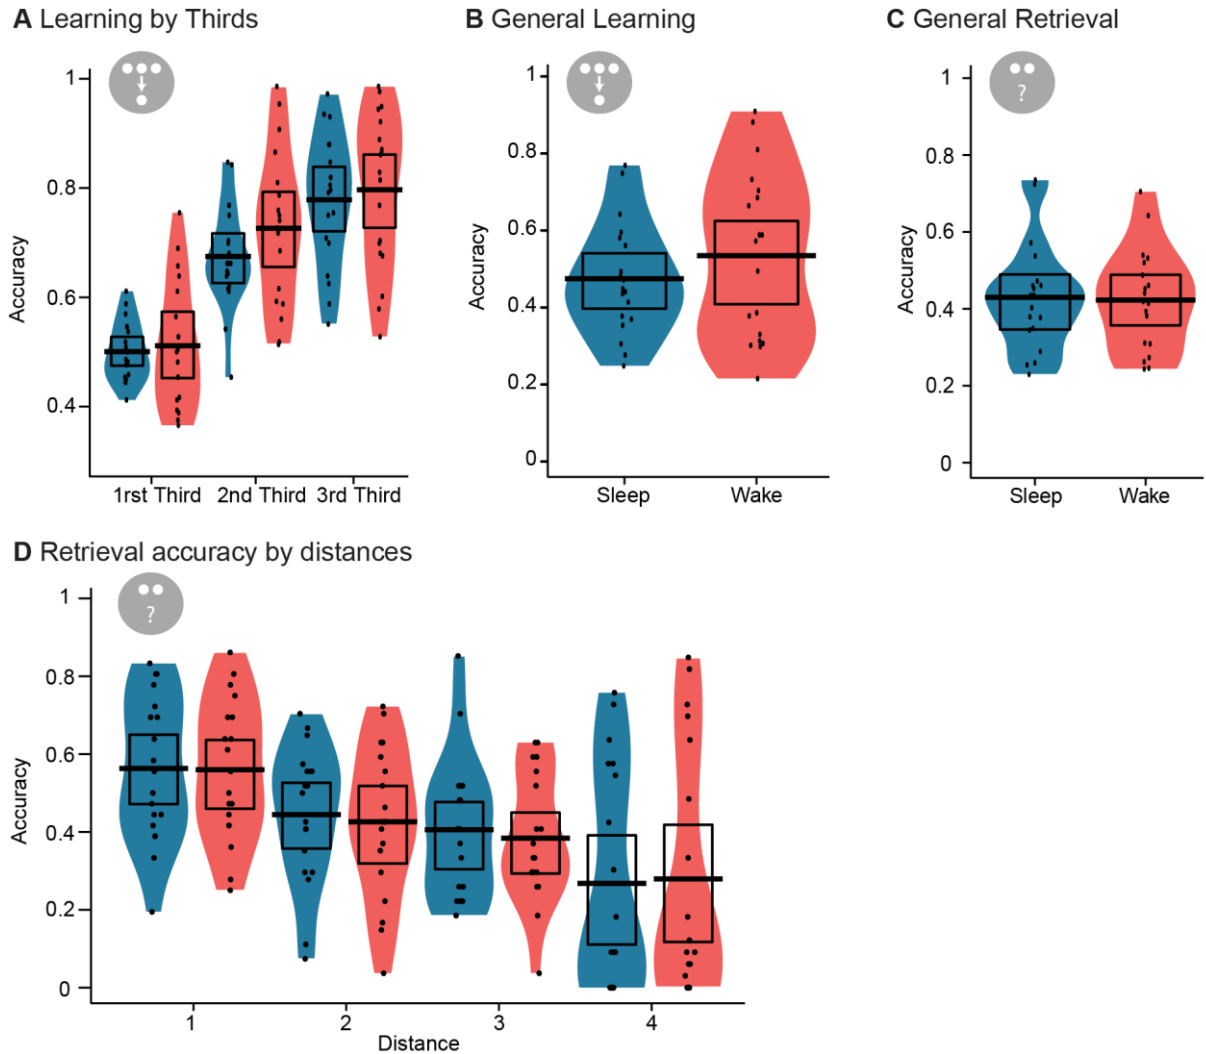 A Learning by Thirds
B General Learning
C General Retrieval
1
0.8
0.6
0.4
Accuracy
1rst Third 2nd Third 3rd Third
1
0.8
0.6
0.4
0.2
0
Accuracy
Sleep Wake
?
1
0.8
0.6
0.4
0.2
0
Accuracy
Sleep Wake
D Retrieval accuracy by distances
?
1
0.8
0.6
0.4
0.2
0
Accuracy
1 2 3 4
Distance